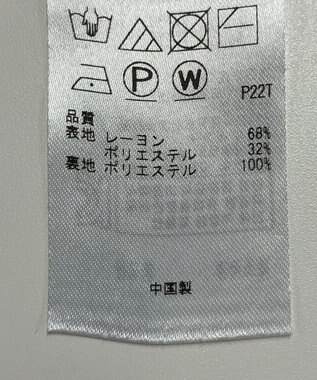 P W
P22T
品質
表地 レーヨン 68%
ポリエステル 32%
裏地 ポリエステル 100%
中国製